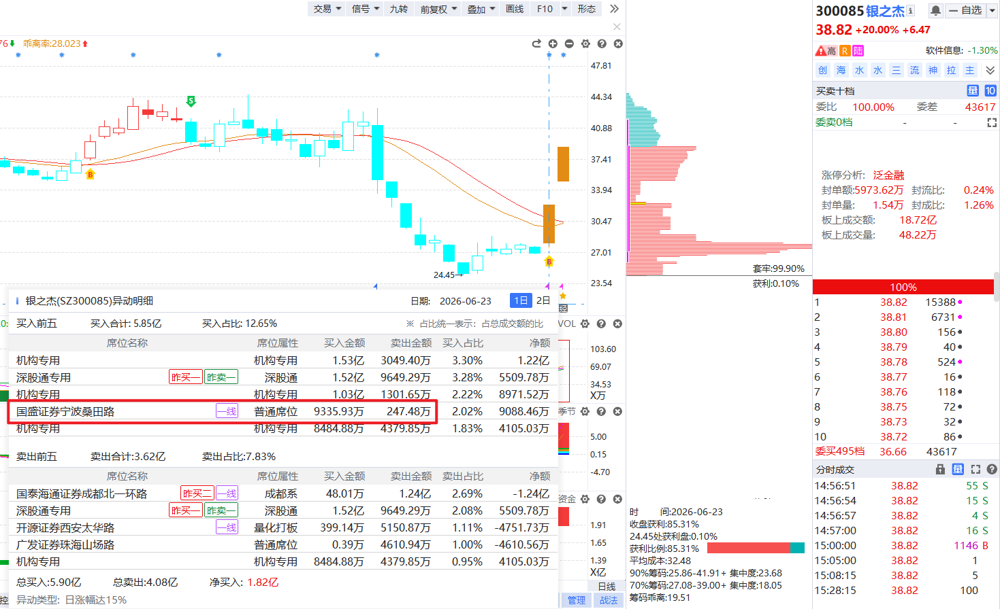 交易 信号 九转 前复权 叠加 画线 F10 形态
76 乖离率:28.023
47.81
S
44.34
40.88
37.41
B
33.94
30.47
27.01
B
24.45→
23.54
银之杰(SZ300085)异动明细 日期: 2026-06-23 1日 2日
经
买入前五 买入合计: 5.85亿 买入占比: 12.65% ※ 占比统一表示: 占总成交额的比
席位名称 席位属性 买入金额 卖出金额 买入占比 净额
机构专用 机构专用 1.53亿 3049.40万 3.30% 1.22亿
深股通专用 昨买一 昨卖一 深股通 1.52亿 9649.29万 3.28% 5509.78万
机构专用 机构专用 1.03亿 1301.65万 2.22% 8971.52万
国盛证券宁波桑田路 一线 普通席位 9335.93万 247.48万 2.02% 9088.46万
机构专用 机构专用 8484.88万 4379.85万 1.83% 4105.03万
卖出前五 卖出合计:3.62亿 卖出占比:7.83%
席位名称 席位属性 买入金额 卖出金额 卖出占比 净额
国泰海通证券成都北一环路 昨买二 一线 成都系 48.01万 1.24亿 2.69% -1.24亿
深股通专用 昨买一 昨卖一 深股通 1.52亿 9649.29万 2.08% 5509.78万
开源证券西安太华路 一线 量化打板 399.14万 5150.87万 1.11% -4751.73万
广发证券珠海山场路 普通席位 0.39万 4610.94万 1.00% -4610.56万
机构专用 机构专用 8484.88万 4379.85万 0.95% 4105.03万
总买入:5.90亿 总卖出:4.08亿 净买入: 1.82亿
异动类型: 日涨幅达15%
控
VOL
103.60
69.07
34.53
X万
季节
5.00
0.15
-4.70
资金
1.91
1.65
1.39
X亿
日线
管理 战法
套牢:99.90%
获利:0.10%
时 间:2026-06-23
收盘获利:85.31%
24.45处获利盘:0.10%
获利比例:85.31%
平均成本:32.48
90%筹码:25.86-41.91+ 集中度:23.68
70%筹码:27.08-39.00+ 集中度:18.05
筹码乖离:19.51
300085 银之杰 自选
38.82 +20.00% +6.47
高 R 陆 软件信息: -1.30%
创 海 水 水 三 流 神 拉 主
买卖十档 量 10
委比 100.00% 委差 43617
委卖0档 - -
涨停分析: 泛金融
封单额:5973.62万 封流比: 0.24%
封单量: 1.54万 封成比: 1.26%
板上成交额: 18.72亿
板上成交量: 48.22万
100%
1 38.82 15388
2 38.81 6731
3 38.80 156
4 38.79 40
5 38.78 524
6 38.77 16
7 38.76 118
8 38.75 72
9 38.73 32
10 38.72 86
委买495档 36.66 43617
分时成交 量
14:56:51 38.82 55 S
14:56:54 38.82 15 S
14:56:57 38.82 4 S
14:57:00 38.82 16 S
15:00:00 38.82 1146 B
15:05:00 38.82 1
15:08:15 38.82 5
15:28:15 38.82 100